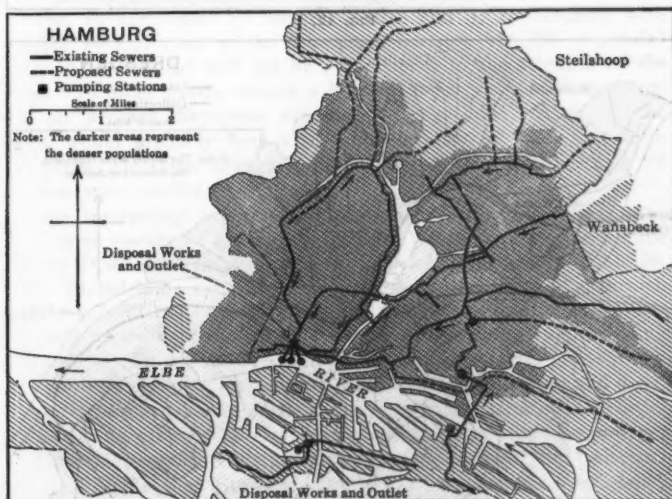 HAMBURG
Existing Sewers
Proposed Sewers
Pumping Stations
Scale of Miles
0 1 2
Note: The darker areas represent
the denser populations
Steilshoop
Wansbeck
Disposal Works
and Outlet
ELBE RIVER
Disposal Works and Outlet